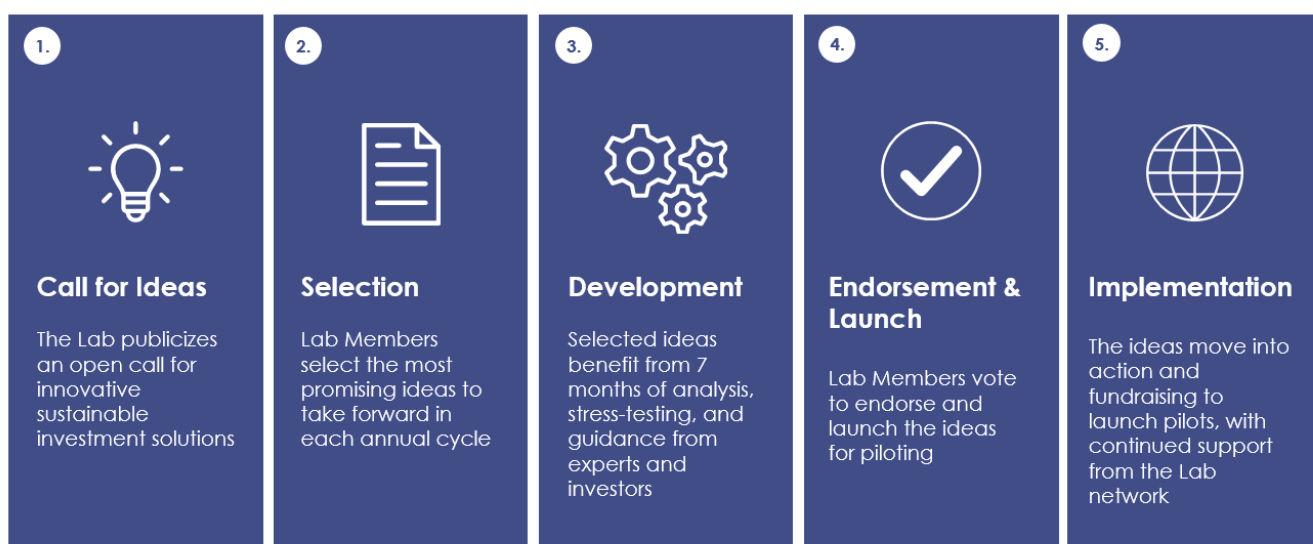 1.
Call for Ideas
The Lab publicizes
an open call for
innovative
sustainable
investment solutions
2.
Selection
Lab Members
select the most
promising ideas to
take forward in
each annual cycle
3.
Development
Selected ideas
benefit from 7
months of analysis,
stress-testing, and
guidance from
experts and
investors
4.
Endorsement &
Launch
Lab Members vote
to endorse and
launch the ideas
for piloting
5.
Implementation
The ideas move into
action and
fundraising to
launch pilots, with
continued support
from the Lab
network